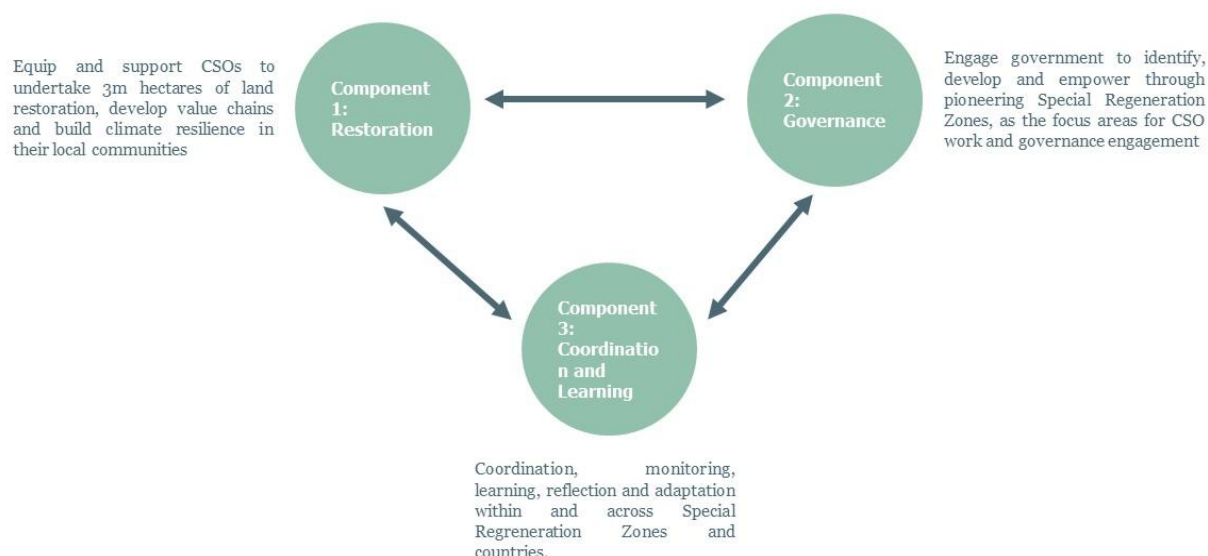 Equip and support CSOs to
undertake 3m hectares of land
restoration, develop value chains
and build climate resilience in
their local communities
Component
1:
Restoration
Component
2:
Governance
Engage government to identify,
develop and empower through
pioneering Special Regeneration
Zones, as the focus areas for CSO
work and governance engagement
Component
3:
Coordinatio
n and
Learning
Coordination, monitoring,
learning, reflection and adaptation
within and across Special
Regreneration Zones and
countries.